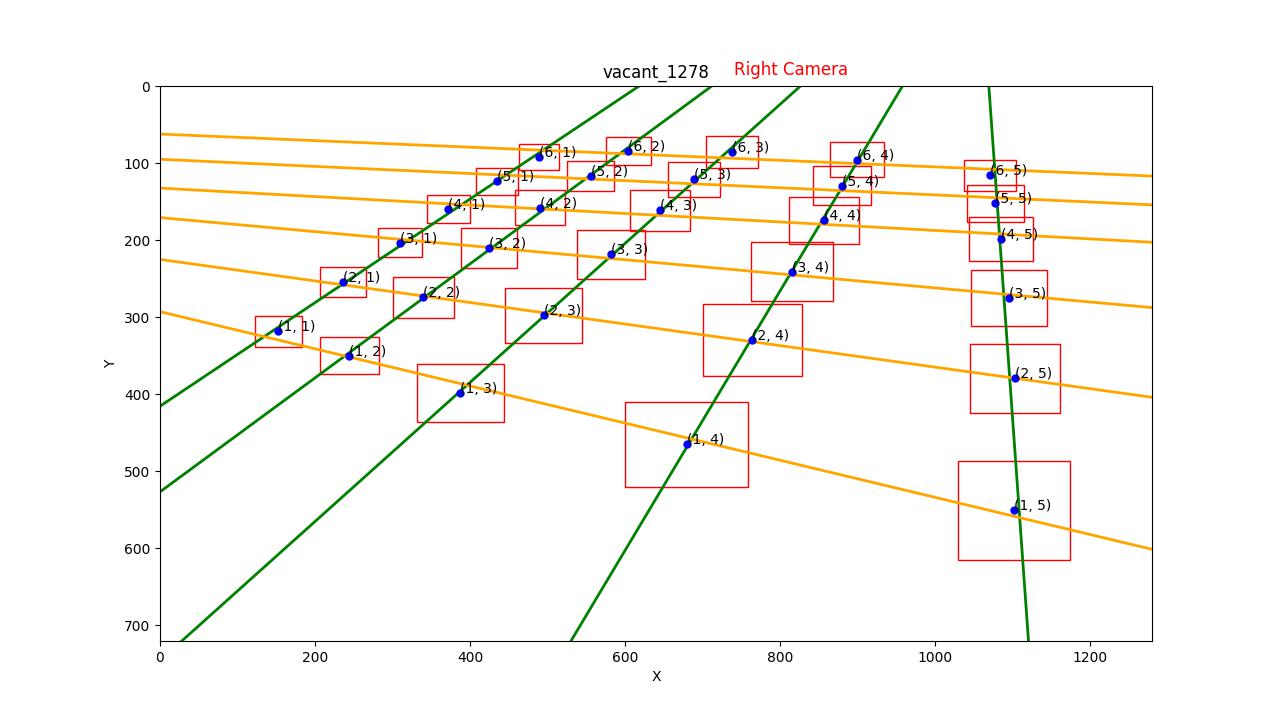 vacant_1278 Right Camera
(6, 1) (6, 2) (6, 3) (6, 4) (6, 5)
(5, 1) (5, 2) (5, 3) (5, 4) (5, 5)
(4, 1) (4, 2) (4, 3) (4, 4) (4, 5)
(3, 1) (3, 2) (3, 3) (3, 4) (3, 5)
(2, 1) (2, 2) (2, 3) (2, 4) (2, 5)
(1, 1) (1, 2) (1, 3) (1, 4) (1, 5)
0
100
200
300
400
500
600
700
Y
0 200 400 600 800 1000 1200
X